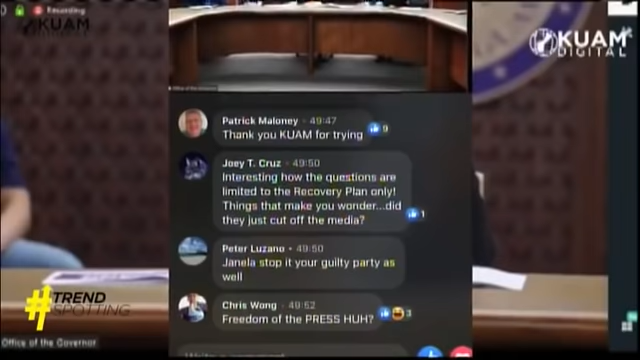 Recording
KUAM
KUAM
DIGITAL
Patrick Maloney · 49:47
Thank you KUAM for trying
9
Joey T. Cruz · 49:50
Interesting how the questions are
limited to the Recovery Plan only!
Things that make you wonder...did
they just cut off the media?
1
Peter Luzano · 49:50
Janela stop it your guilty party as
well
Chris Wong · 49:52
Freedom of the PRESS HUH?
3
# TREND
SPOTTING
Office of the Governor